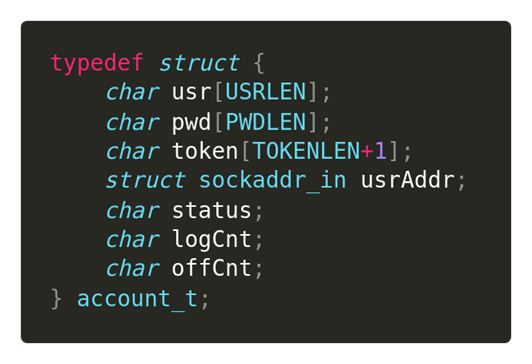 typedef struct {
    char usr[USRLEN];
    char pwd[PWDLEN];
    char token[TOKENLEN+1];
    struct sockaddr_in usrAddr;
    char status;
    char logCnt;
    char offCnt;
} account_t;